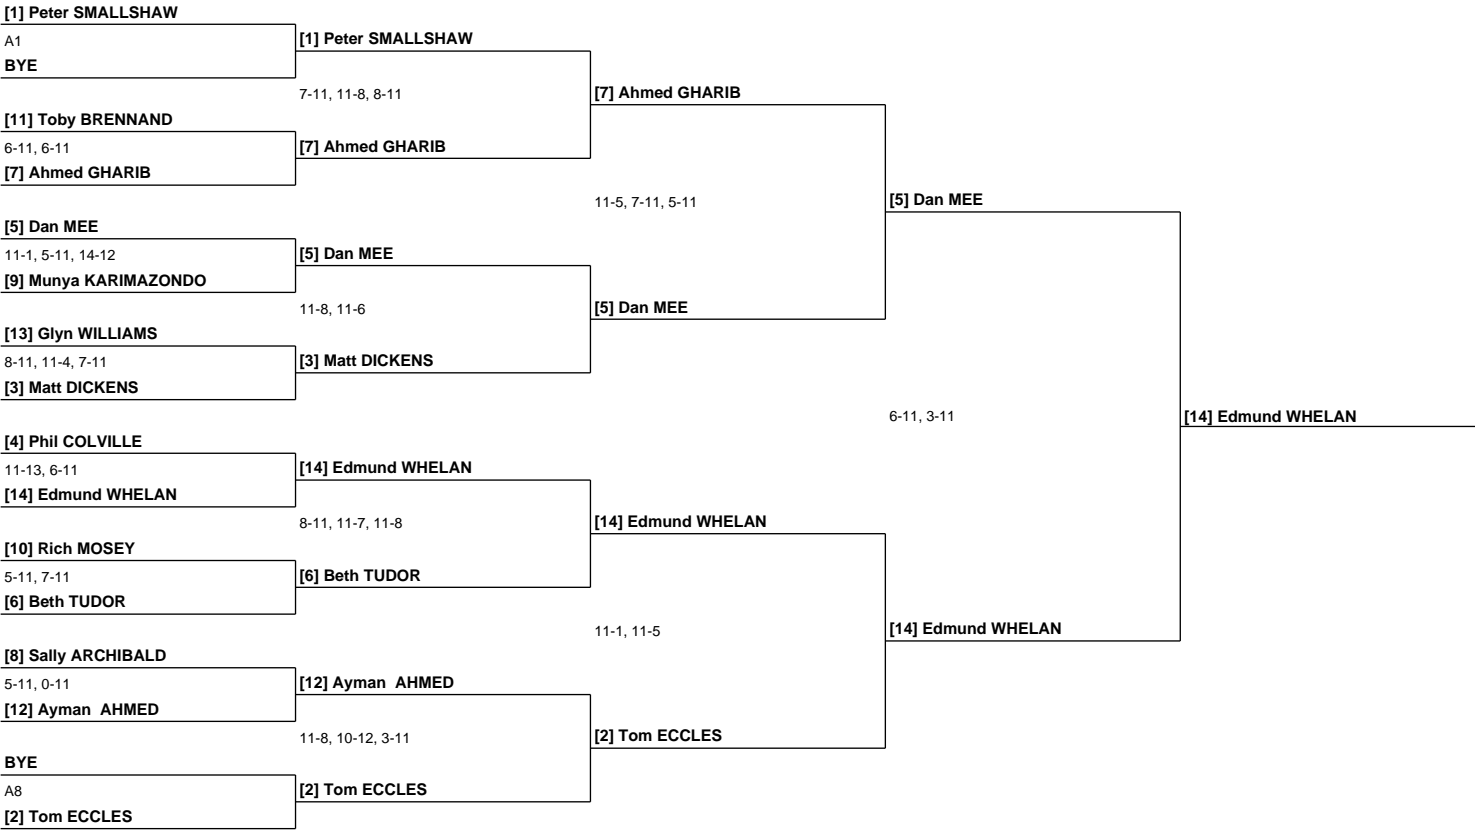 [1] Peter SMALLSHAW
A1
BYE
[11] Toby BRENNAND
6-11, 6-11
[7] Ahmed GHARIB
[5] Dan MEE
11-1, 5-11, 14-12
[9] Munya KARIMAZONDO
[13] Glyn WILLIAMS
8-11, 11-4, 7-11
[3] Matt DICKENS
[4] Phil COLVILLE
11-13, 6-11
[14] Edmund WHELAN
[10] Rich MOSEY
5-11, 7-11
[6] Beth TUDOR
[8] Sally ARCHIBALD
5-11, 0-11
[12] Ayman  AHMED
BYE
A8
[2] Tom ECCLES
[1] Peter SMALLSHAW
7-11, 11-8, 8-11
[7] Ahmed GHARIB
[5] Dan MEE
11-8, 11-6
[3] Matt DICKENS
[14] Edmund WHELAN
8-11, 11-7, 11-8
[6] Beth TUDOR
[12] Ayman  AHMED
11-8, 10-12, 3-11
[2] Tom ECCLES
[7] Ahmed GHARIB
11-5, 7-11, 5-11
[5] Dan MEE
[14] Edmund WHELAN
11-1, 11-5
[2] Tom ECCLES
[5] Dan MEE
6-11, 3-11
[14] Edmund WHELAN
[14] Edmund WHELAN